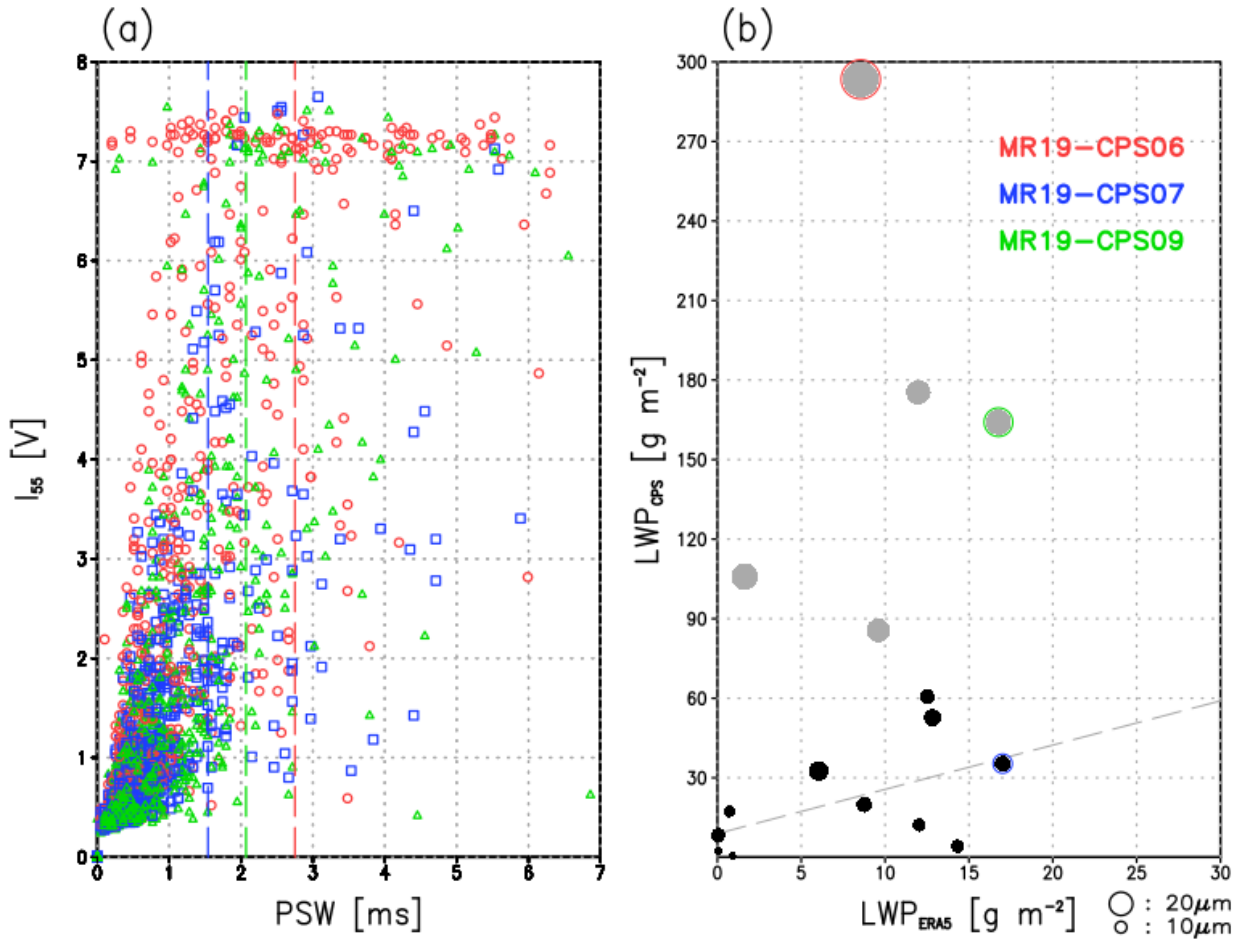 (a)
8
7
6
5
4
3
2
1
0
I₅₅ [V]
0 1 2 3 4 5 6 7
PSW [ms]
(b)
300
270
240
210
180
150
120
90
60
30
LWP_CPS [g m⁻²]
MR19-CPS06
MR19-CPS07
MR19-CPS09
0 5 10 15 20 25 30
LWP_ERA5 [g m⁻²]
○ : 20μm
○ : 10μm